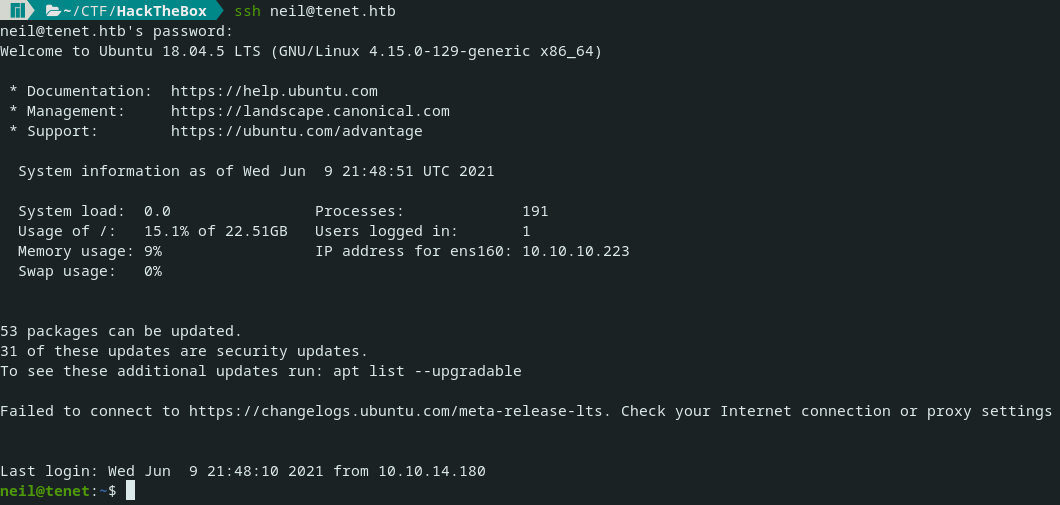 ~/CTF/HackTheBox ssh neil@tenet.htb
neil@tenet.htb's password:
Welcome to Ubuntu 18.04.5 LTS (GNU/Linux 4.15.0-129-generic x86_64)
* Documentation:  https://help.ubuntu.com
* Management:     https://landscape.canonical.com
* Support:        https://ubuntu.com/advantage
System information as of Wed Jun  9 21:48:51 UTC 2021
System load:  0.0                Processes:             191
Usage of /:   15.1% of 22.51GB   Users logged in:       1
Memory usage: 9%                 IP address for ens160: 10.10.10.223
Swap usage:   0%
53 packages can be updated.
31 of these updates are security updates.
To see these additional updates run: apt list --upgradable
Failed to connect to https://changelogs.ubuntu.com/meta-release-lts. Check your Internet connection or proxy settings
Last login: Wed Jun  9 21:48:10 2021 from 10.10.14.180
neil@tenet:~$